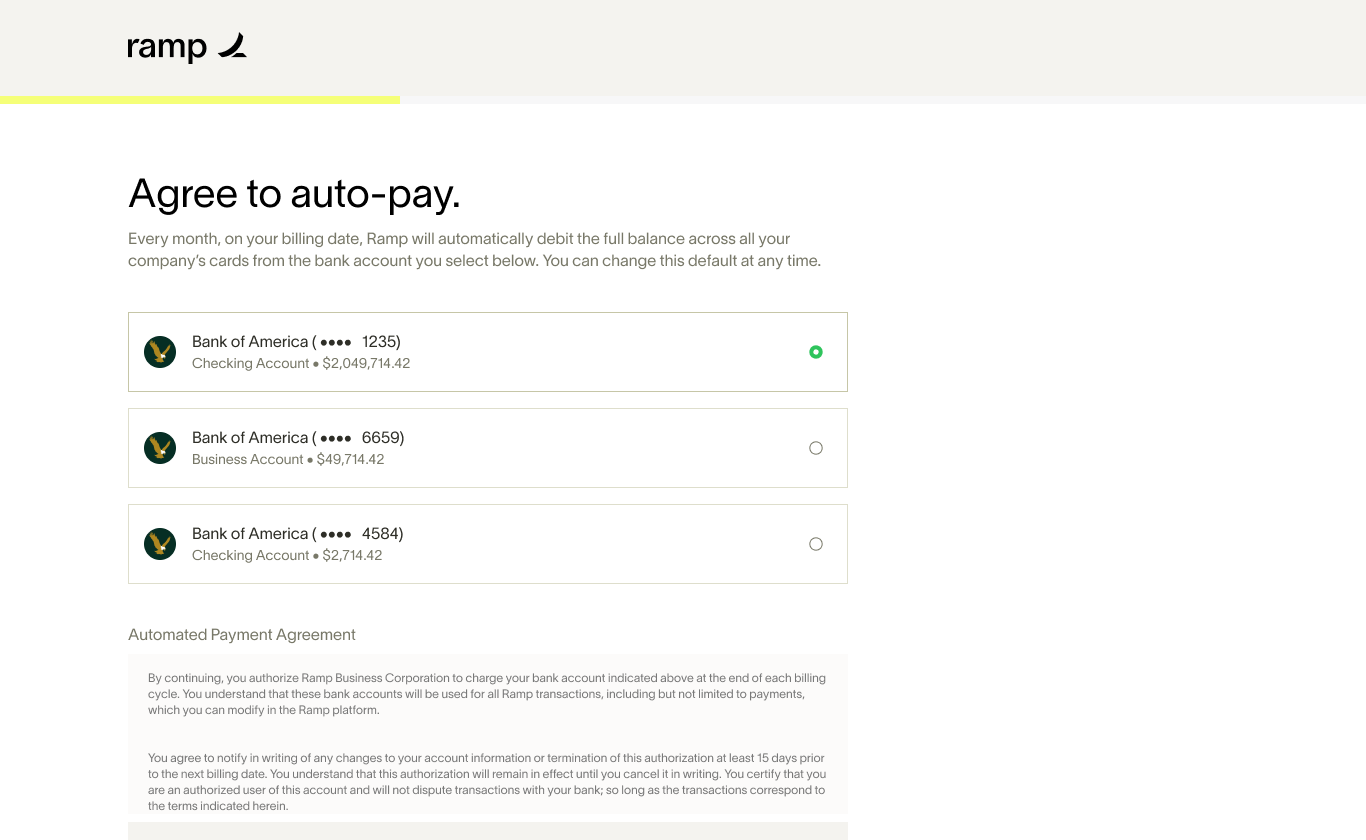 ramp
Agree to auto-pay.
Every month, on your billing date, Ramp will automatically debit the full balance across all your
company's cards from the bank account you select below. You can change this default at any time.
Bank of America ( •••• 1235)
Checking Account • $2,049,714.42
Bank of America ( •••• 6659)
Business Account • $49,714.42
Bank of America ( •••• 4584)
Checking Account • $2,714.42
Automated Payment Agreement
By continuing, you authorize Ramp Business Corporation to charge your bank account indicated above at the end of each billing
cycle. You understand that these bank accounts will be used for all Ramp transactions, including but not limited to payments,
which you can modify in the Ramp platform.
You agree to notify in writing of any changes to your account information or termination of this authorization at least 15 days prior
to the next billing date. You understand that this authorization will remain in effect until you cancel it in writing. You certify that you
are an authorized user of this account and will not dispute transactions with your bank; so long as the transactions correspond to
the terms indicated herein.